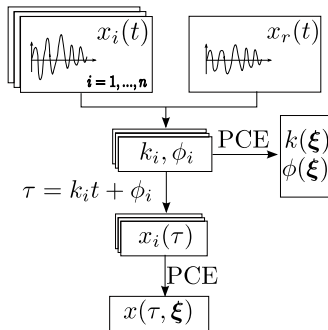 x_i(t)
i = 1, ..., n
x_r(t)
k_i, ϕ_i
PCE
k(ξ)
ϕ(ξ)
τ = k_i t + ϕ_i
x_i(τ)
PCE
x(τ, ξ)